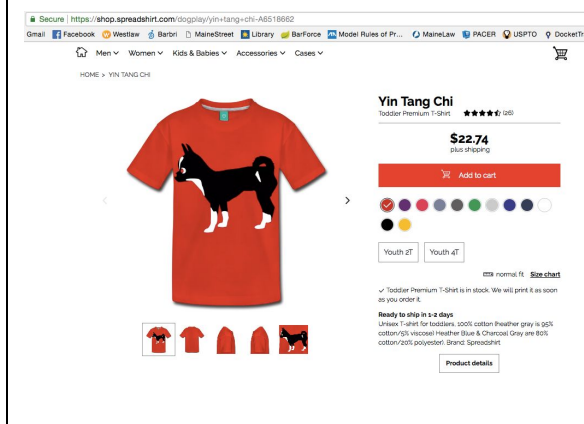 Secure | https://shop.spreadshirt.com/dogplay/yin+tang+chi-A6518662
Gmail Facebook Westlaw Barbri MaineStreet Library BarForce Model Rules of Pr... MaineLaw PACER USPTO DocketTr
Men Women Kids & Babies Accessories Cases
HOME > YIN TANG CHI
Yin Tang Chi
Toddler Premium T-Shirt (26)
$22.74
plus shipping
Add to cart
Youth 2T Youth 4T
normal fit Size chart
✓ Toddler Premium T-Shirt is in stock. We will print it as soon
as you order it.
Ready to ship in 1-2 days
Unisex T-shirt for toddlers, 100% cotton (heather gray is 95%
cotton/5% viscose) Heather Blue & Charcoal Gray are 80%
cotton/20% polyester). Brand: Spreadshirt
Product details